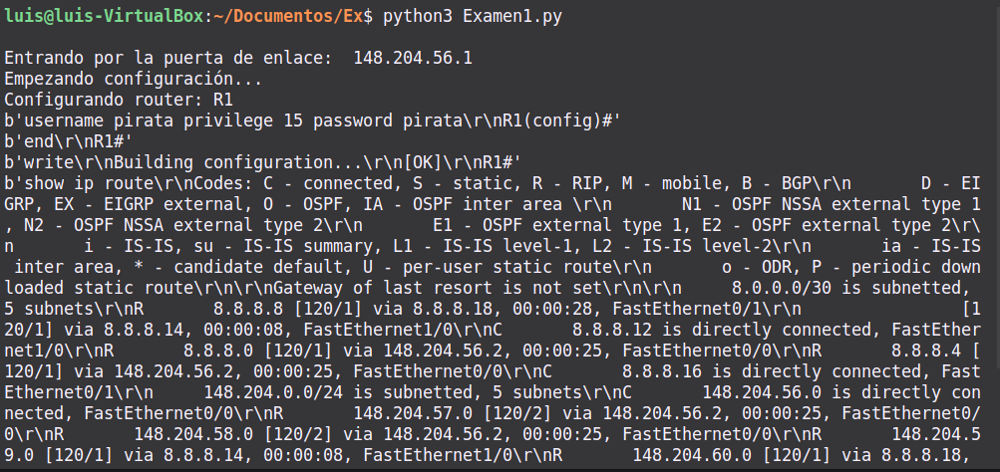 luis@luis-VirtualBox:~/Documentos/Ex$ python3 Examen1.py
Entrando por la puerta de enlace:  148.204.56.1
Empezando configuración...
Configurando router: R1
b'username pirata privilege 15 password pirata\r\nR1(config)#'
b'end\r\nR1#'
b'write\r\nBuilding configuration...\r\n[OK]\r\nR1#'
b'show ip route\r\nCodes: C - connected, S - static, R - RIP, M - mobile, B - BGP\r\n       D - EI
GRP, EX - EIGRP external, O - OSPF, IA - OSPF inter area \r\n       N1 - OSPF NSSA external type 1
, N2 - OSPF NSSA external type 2\r\n       E1 - OSPF external type 1, E2 - OSPF external type 2\r\
n       i - IS-IS, su - IS-IS summary, L1 - IS-IS level-1, L2 - IS-IS level-2\r\n       ia - IS-IS
 inter area, * - candidate default, U - per-user static route\r\n       o - ODR, P - periodic down
loaded static route\r\n\r\nGateway of last resort is not set\r\n\r\n     8.0.0.0/30 is subnetted, 
5 subnets\r\nR       8.8.8.8 [120/1] via 8.8.8.18, 00:00:28, FastEthernet0/1\r\n                [1
20/1] via 8.8.8.14, 00:00:08, FastEthernet1/0\r\nC       8.8.8.12 is directly connected, FastEther
net1/0\r\nR       8.8.8.0 [120/1] via 148.204.56.2, 00:00:25, FastEthernet0/0\r\nR       8.8.8.4 [
120/1] via 148.204.56.2, 00:00:25, FastEthernet0/0\r\nC       8.8.8.16 is directly connected, Fast
Ethernet0/1\r\n     148.204.0.0/24 is subnetted, 5 subnets\r\nC       148.204.56.0 is directly con
nected, FastEthernet0/0\r\nR       148.204.57.0 [120/2] via 148.204.56.2, 00:00:25, FastEthernet0/
0\r\nR       148.204.58.0 [120/2] via 148.204.56.2, 00:00:25, FastEthernet0/0\r\nR       148.204.5
9.0 [120/1] via 8.8.8.14, 00:00:08, FastEthernet1/0\r\nR       148.204.60.0 [120/1] via 8.8.8.18,